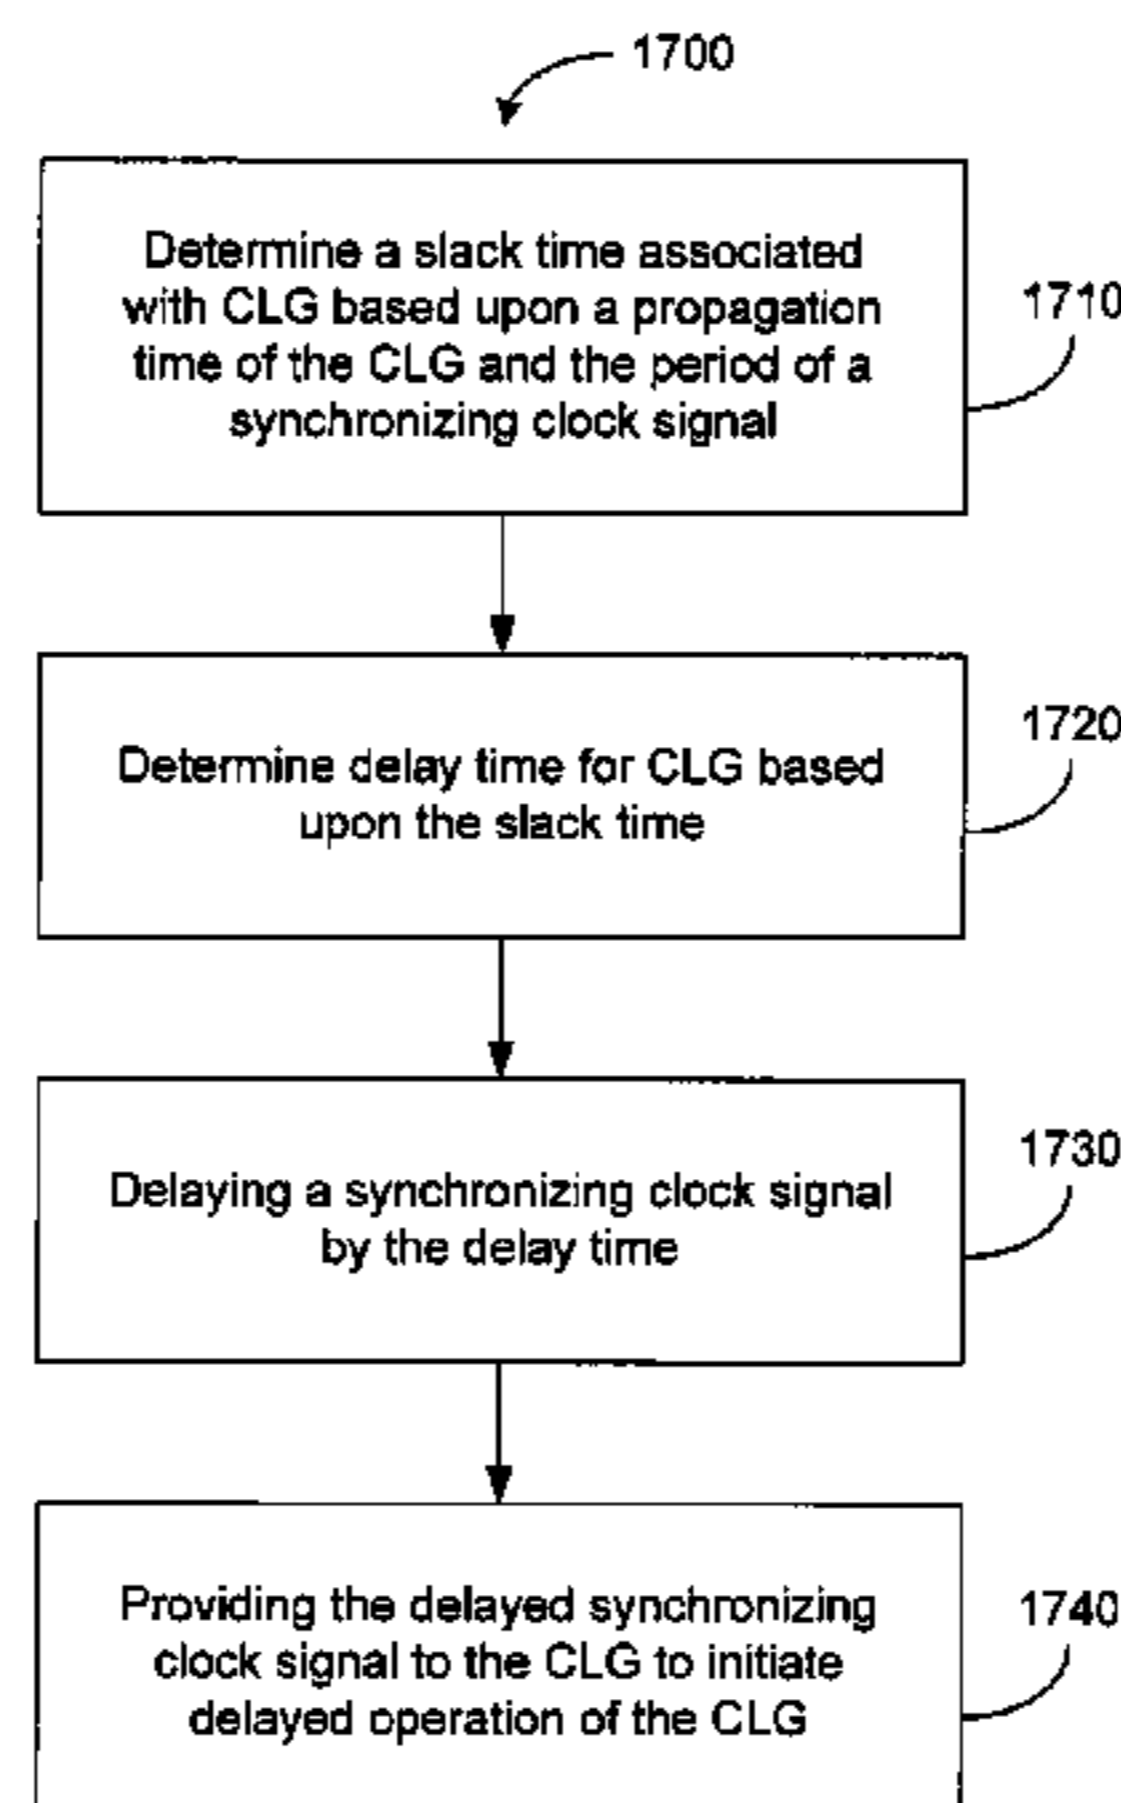 1700
Determine a slack time associated
with CLG based upon a propagation
time of the CLG and the period of a
synchronizing clock signal
1710
Determine delay time for CLG based
upon the slack time
1720
Delaying a synchronizing clock signal
by the delay time
1730
Providing the delayed synchronizing
clock signal to the CLG to initiate
delayed operation of the CLG
1740